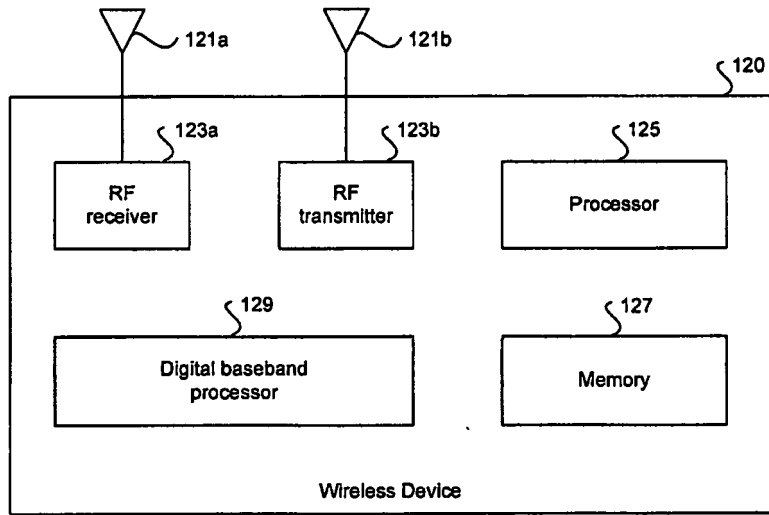 121a
121b
120
123a
123b
125
RF
receiver
RF
transmitter
Processor
129
127
Digital baseband
processor
Memory
Wireless Device